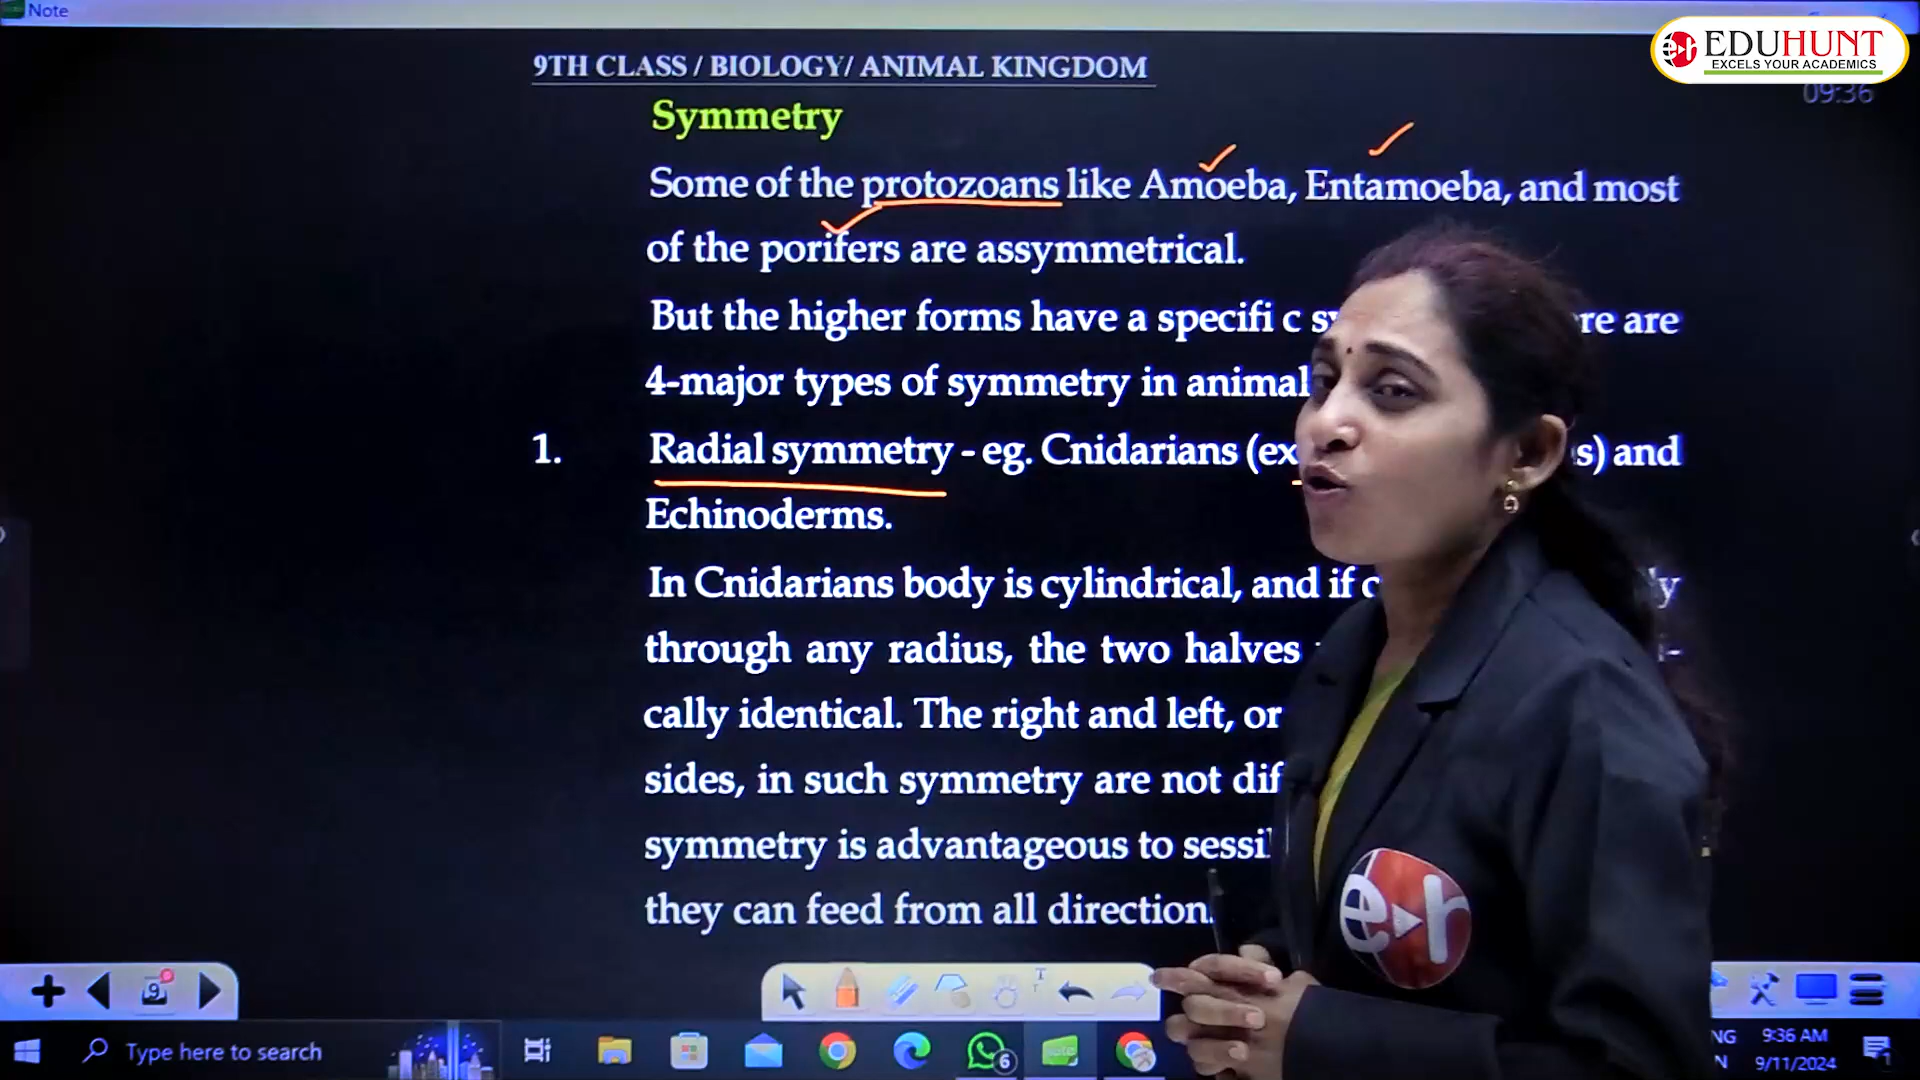 Note
EDUHUNT
EXCELS YOUR ACADEMICS
09:36
9TH CLASS / BIOLOGY/ ANIMAL KINGDOM
Symmetry
Some of the protozoans like Amoeba, Entamoeba, and most
of the porifers are assymmetrical.
But the higher forms have a specifi c are
4-major types of symmetry in animal
1. Radial symmetry - eg. Cnidarians (ex s) and
Echinoderms.
In Cnidarians body is cylindrical, and if
through any radius, the two halves
cally identical. The right and left, or
sides, in such symmetry are not
symmetry is advantageous to
they can feed from all direction.
9
T
Type here to search
6
note
9:36 AM
9/11/2024
1
e r